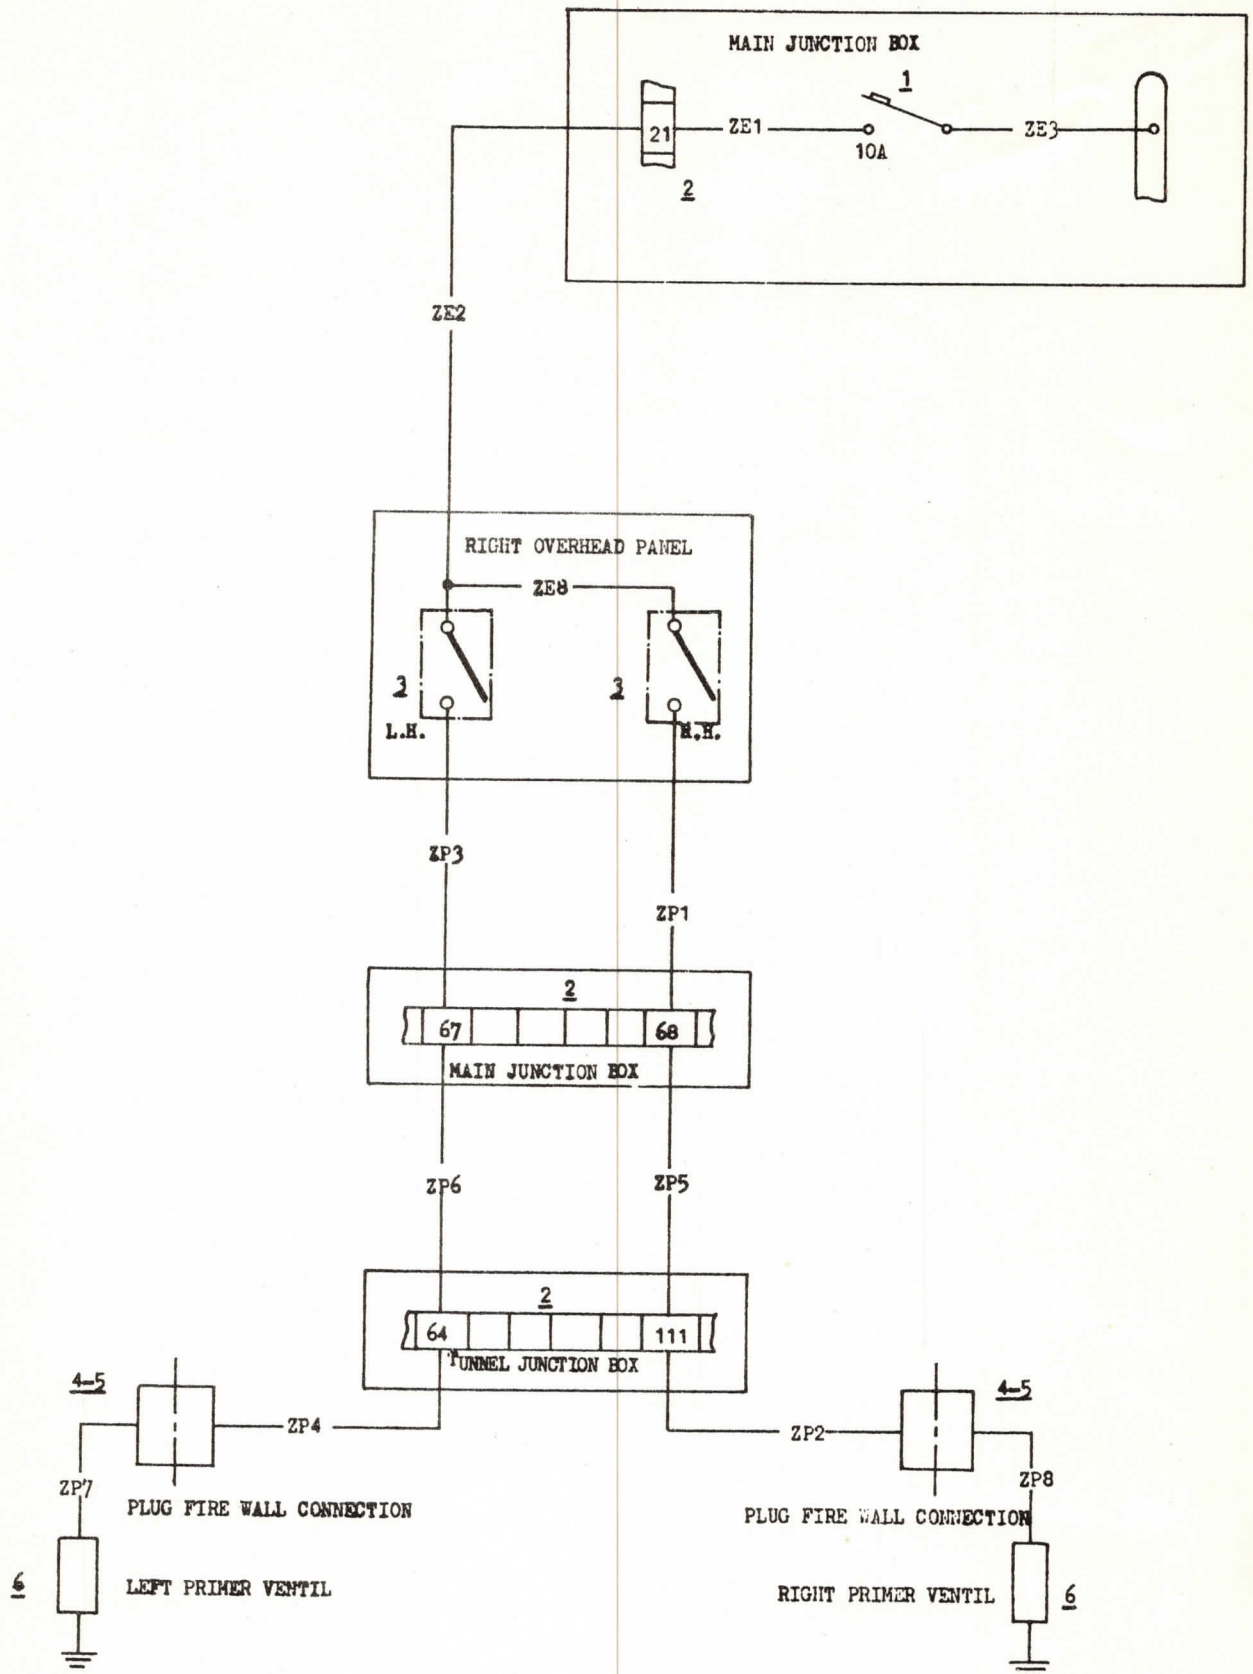 MAIN JUNCTION BOX
1
21
ZE1
10A
ZE3
2
ZE2
RIGHT OVERHEAD PANEL
ZE8
3
3
L.H.
R.H.
ZP3
ZP1
2
67
68
MAIN JUNCTION BOX
ZP6
ZP5
2
64
111
TUNNEL JUNCTION BOX
4-5
4-5
ZP4
ZP2
ZP7
ZP8
PLUG FIRE WALL CONNECTION
PLUG FIRE WALL CONNECTION
6
LEFT PRIMER VENTIL
RIGHT PRIMER VENTIL
6